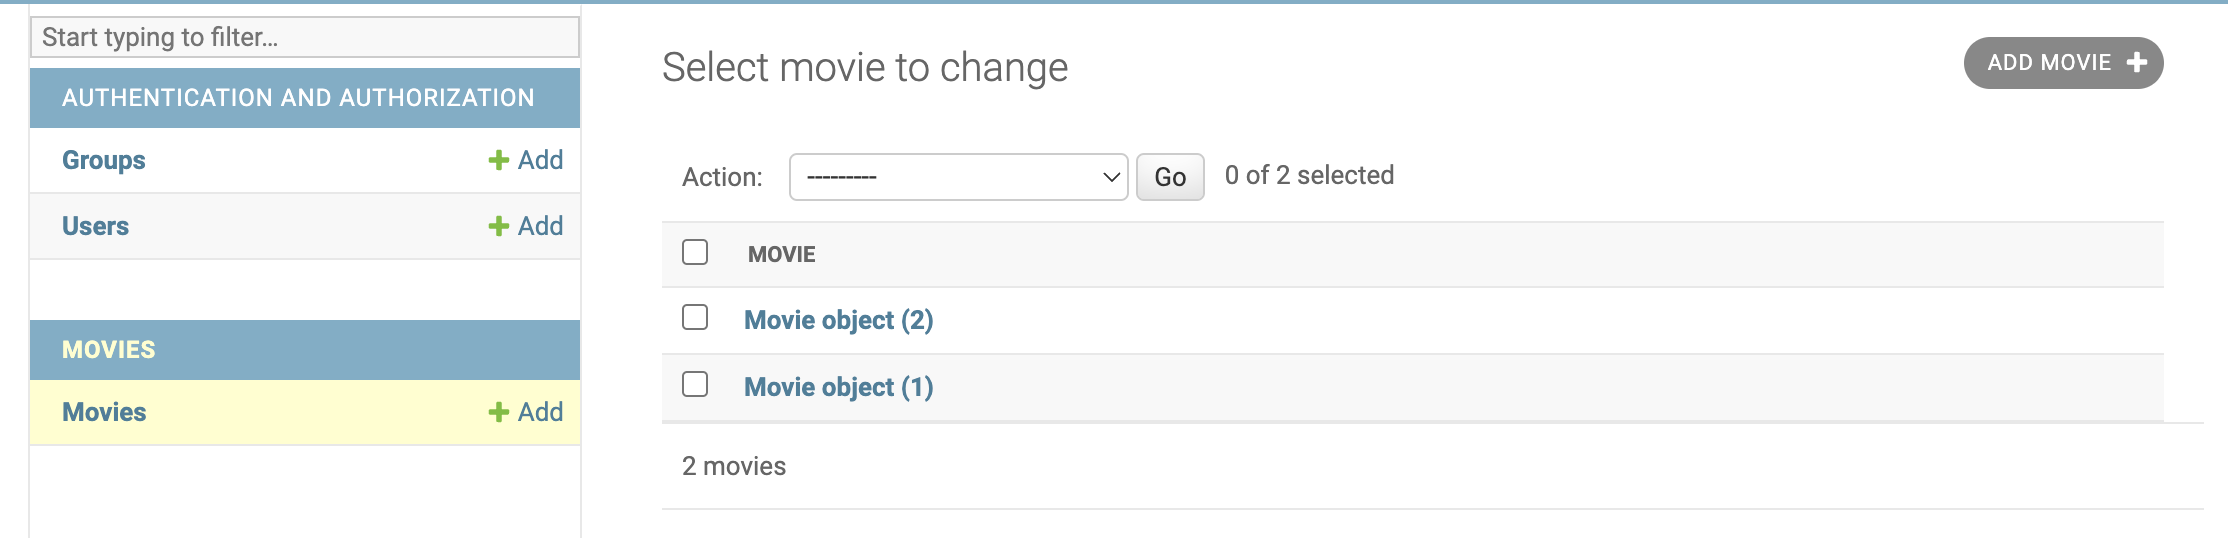 Start typing to filter...
AUTHENTICATION AND AUTHORIZATION
Groups + Add
Users + Add
MOVIES
Movies + Add
Select movie to change
ADD MOVIE +
Action: --------- Go 0 of 2 selected
MOVIE
Movie object (2)
Movie object (1)
2 movies